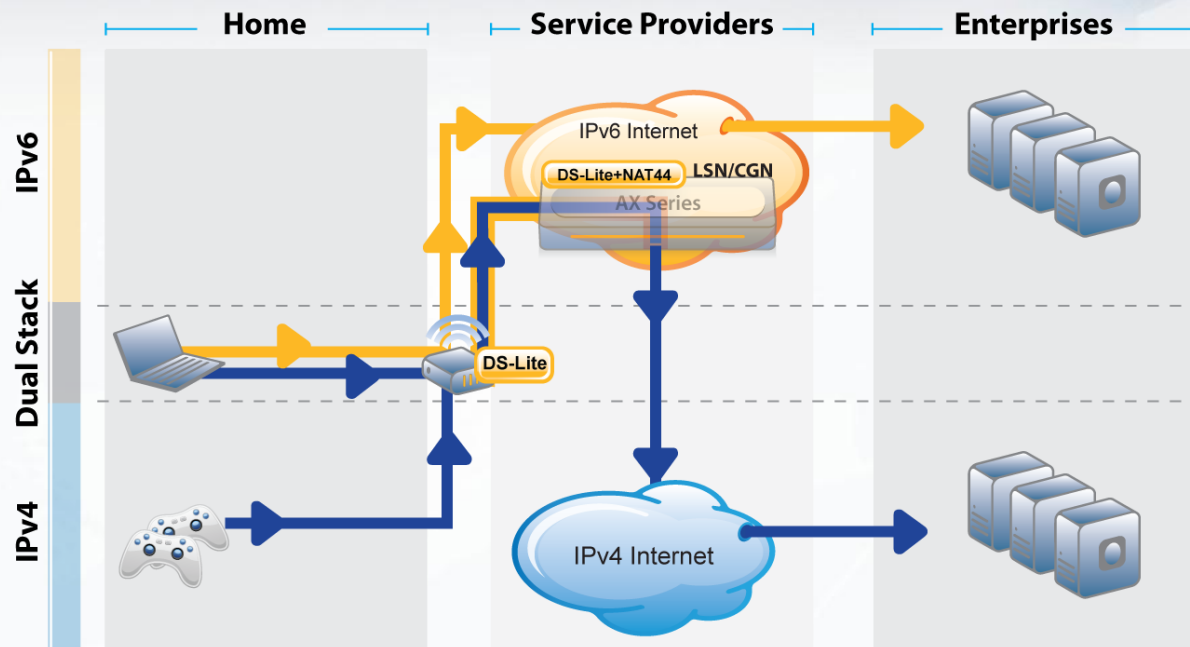 Home
Service Providers
Enterprises
IPv6
IPv6 Internet
DS-Lite+NAT44
LSN/CGN
AX Series
Dual Stack
DS-Lite
IPv4
IPv4 Internet